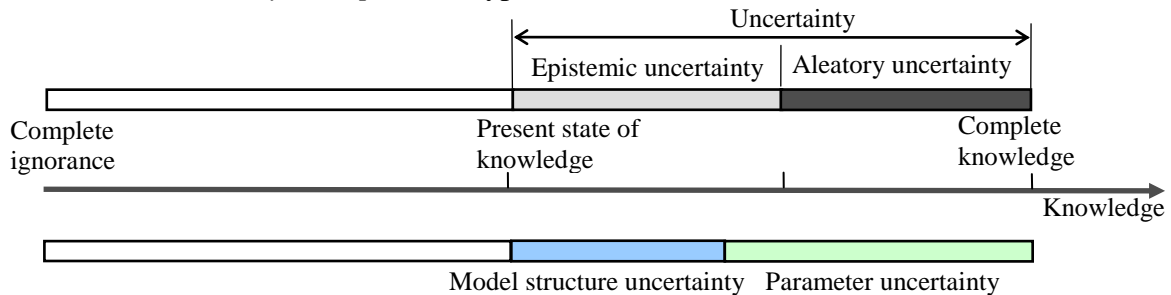 Uncertainty
Epistemic uncertainty
Aleatory uncertainty
Complete
ignorance
Present state of
knowledge
Complete
knowledge
Knowledge
Model structure uncertainty
Parameter uncertainty